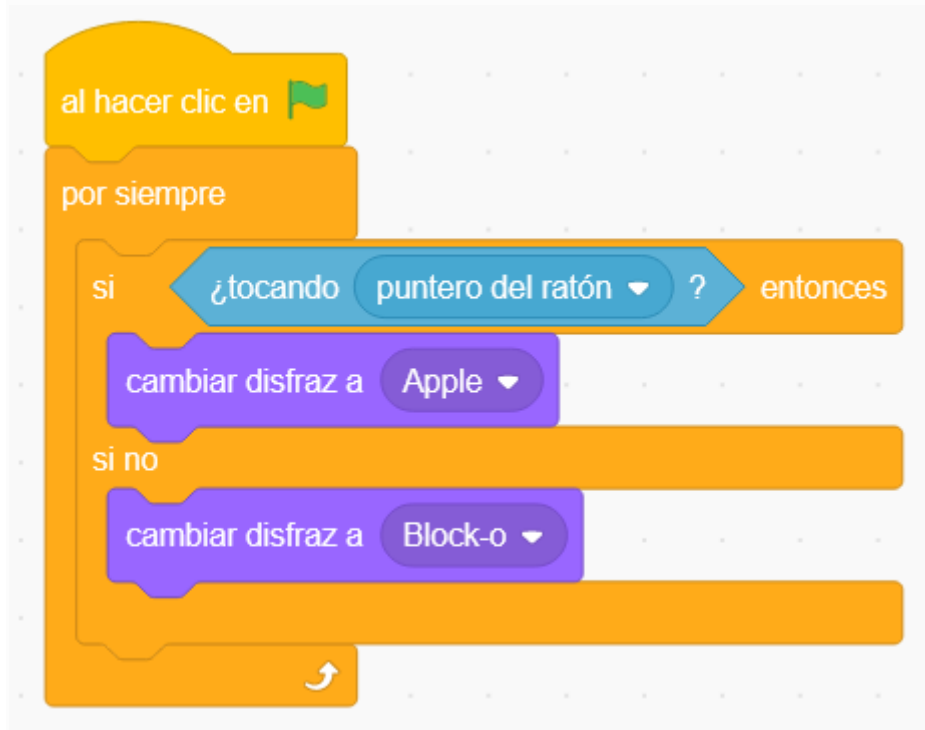 al hacer clic en
por siempre
si ¿tocando puntero del ratón ? entonces
cambiar disfraz a Apple
si no
cambiar disfraz a Block-o